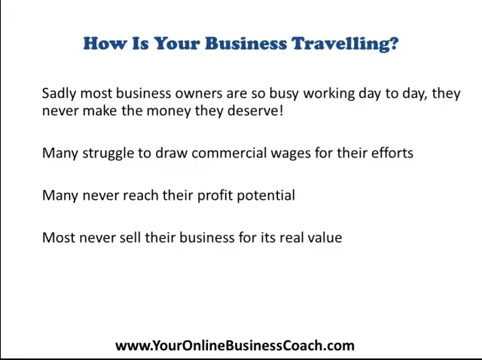 How Is Your Business Travelling?
Sadly most business owners are so busy working day to day, they
never make the money they deserve!
Many struggle to draw commercial wages for their efforts
Many never reach their profit potential
Most never sell their business for its real value
www.YourOnlineBusinessCoach.com